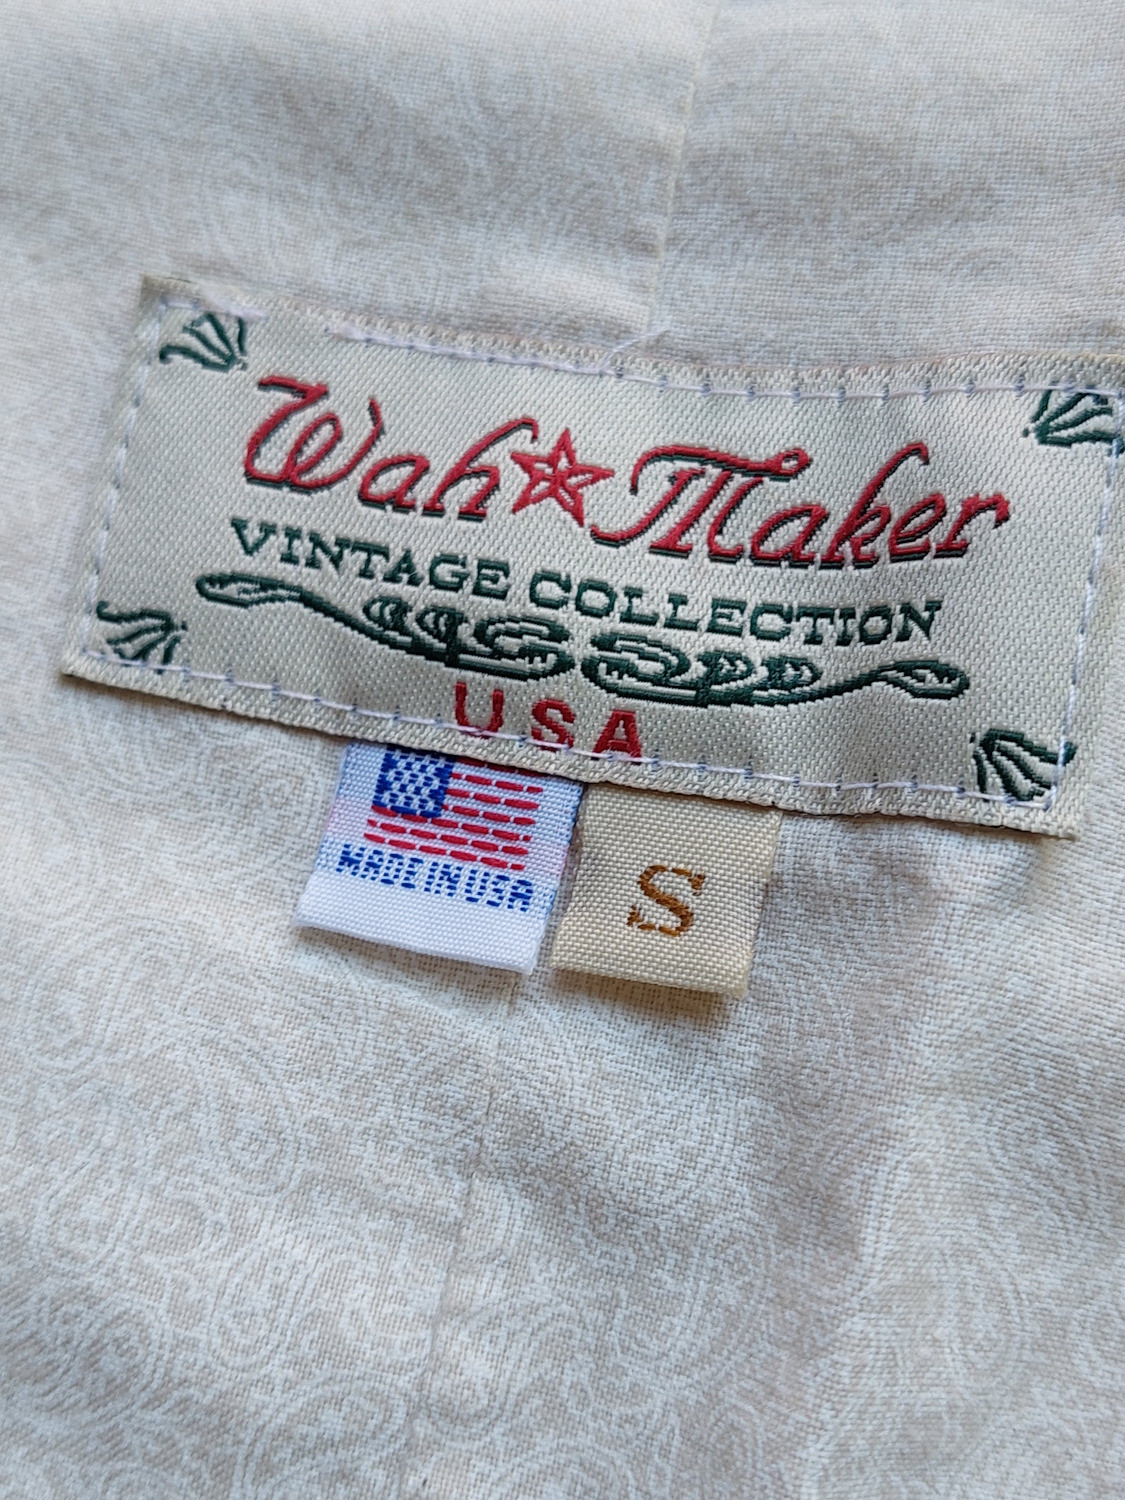 Wah Maker
VINTAGE COLLECTION
USA
MADE IN USA
S